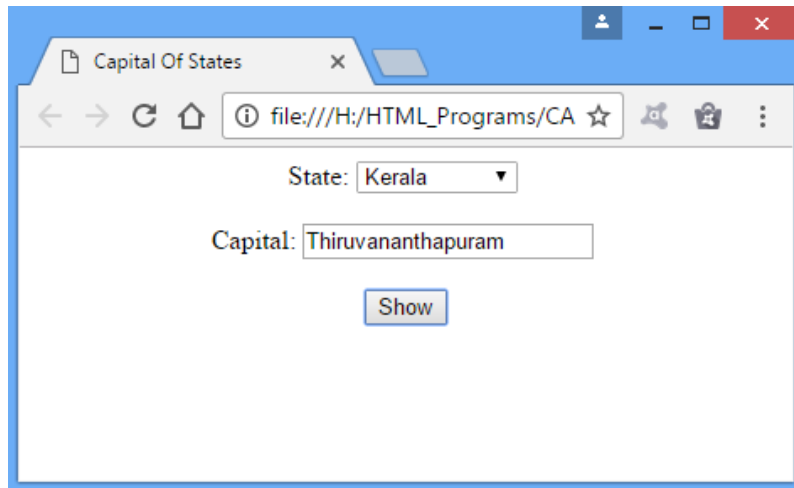 Capital Of States
file:///H:/HTML_Programs/CA
State: Kerala
Capital: Thiruvananthapuram
Show